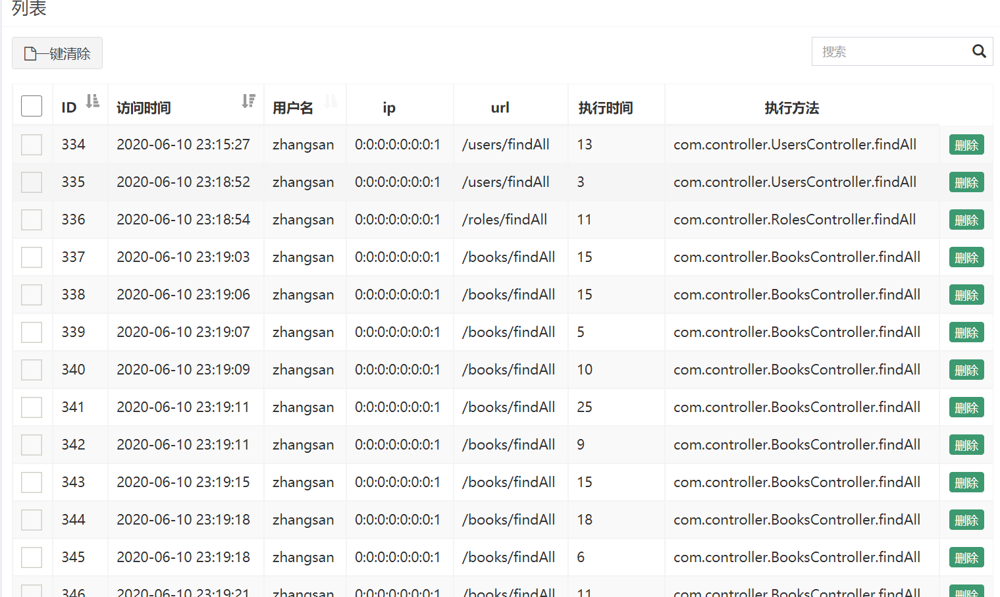 列表
一键清除
搜索
ID 访问时间 用户名 ip url 执行时间 执行方法
334 2020-06-10 23:15:27 zhangsan 0:0:0:0:0:0:0:1 /users/findAll 13 com.controller.UsersController.findAll 删除
335 2020-06-10 23:18:52 zhangsan 0:0:0:0:0:0:0:1 /users/findAll 3 com.controller.UsersController.findAll 删除
336 2020-06-10 23:18:54 zhangsan 0:0:0:0:0:0:0:1 /roles/findAll 11 com.controller.RolesController.findAll 删除
337 2020-06-10 23:19:03 zhangsan 0:0:0:0:0:0:0:1 /books/findAll 15 com.controller.BooksController.findAll 删除
338 2020-06-10 23:19:06 zhangsan 0:0:0:0:0:0:0:1 /books/findAll 15 com.controller.BooksController.findAll 删除
339 2020-06-10 23:19:07 zhangsan 0:0:0:0:0:0:0:1 /books/findAll 5 com.controller.BooksController.findAll 删除
340 2020-06-10 23:19:09 zhangsan 0:0:0:0:0:0:0:1 /books/findAll 10 com.controller.BooksController.findAll 删除
341 2020-06-10 23:19:11 zhangsan 0:0:0:0:0:0:0:1 /books/findAll 25 com.controller.BooksController.findAll 删除
342 2020-06-10 23:19:11 zhangsan 0:0:0:0:0:0:0:1 /books/findAll 9 com.controller.BooksController.findAll 删除
343 2020-06-10 23:19:15 zhangsan 0:0:0:0:0:0:0:1 /books/findAll 15 com.controller.BooksController.findAll 删除
344 2020-06-10 23:19:18 zhangsan 0:0:0:0:0:0:0:1 /books/findAll 18 com.controller.BooksController.findAll 删除
345 2020-06-10 23:19:18 zhangsan 0:0:0:0:0:0:0:1 /books/findAll 6 com.controller.BooksController.findAll 删除
346 2020-06-10 23:19:21 zhangsan 0:0:0:0:0:0:0:1 /books/findAll 11 com.controller.BooksController.findAll 删除